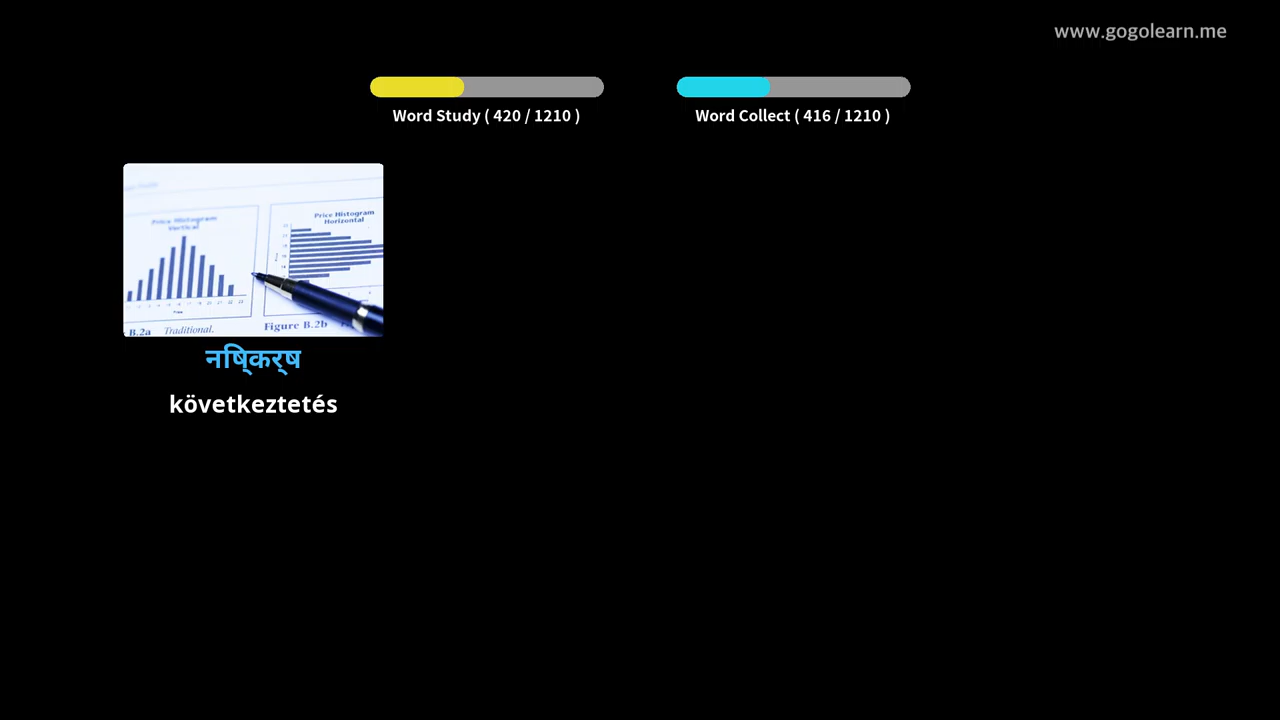 www.gogolearn.me
Word Study ( 420 / 1210 )
Word Collect ( 416 / 1210 )
Price Histogram
Vertical
Price Histogram
Horizontal
Price
B.2a Traditional.
Figure B.2b
निष्कर्ष
következtetés